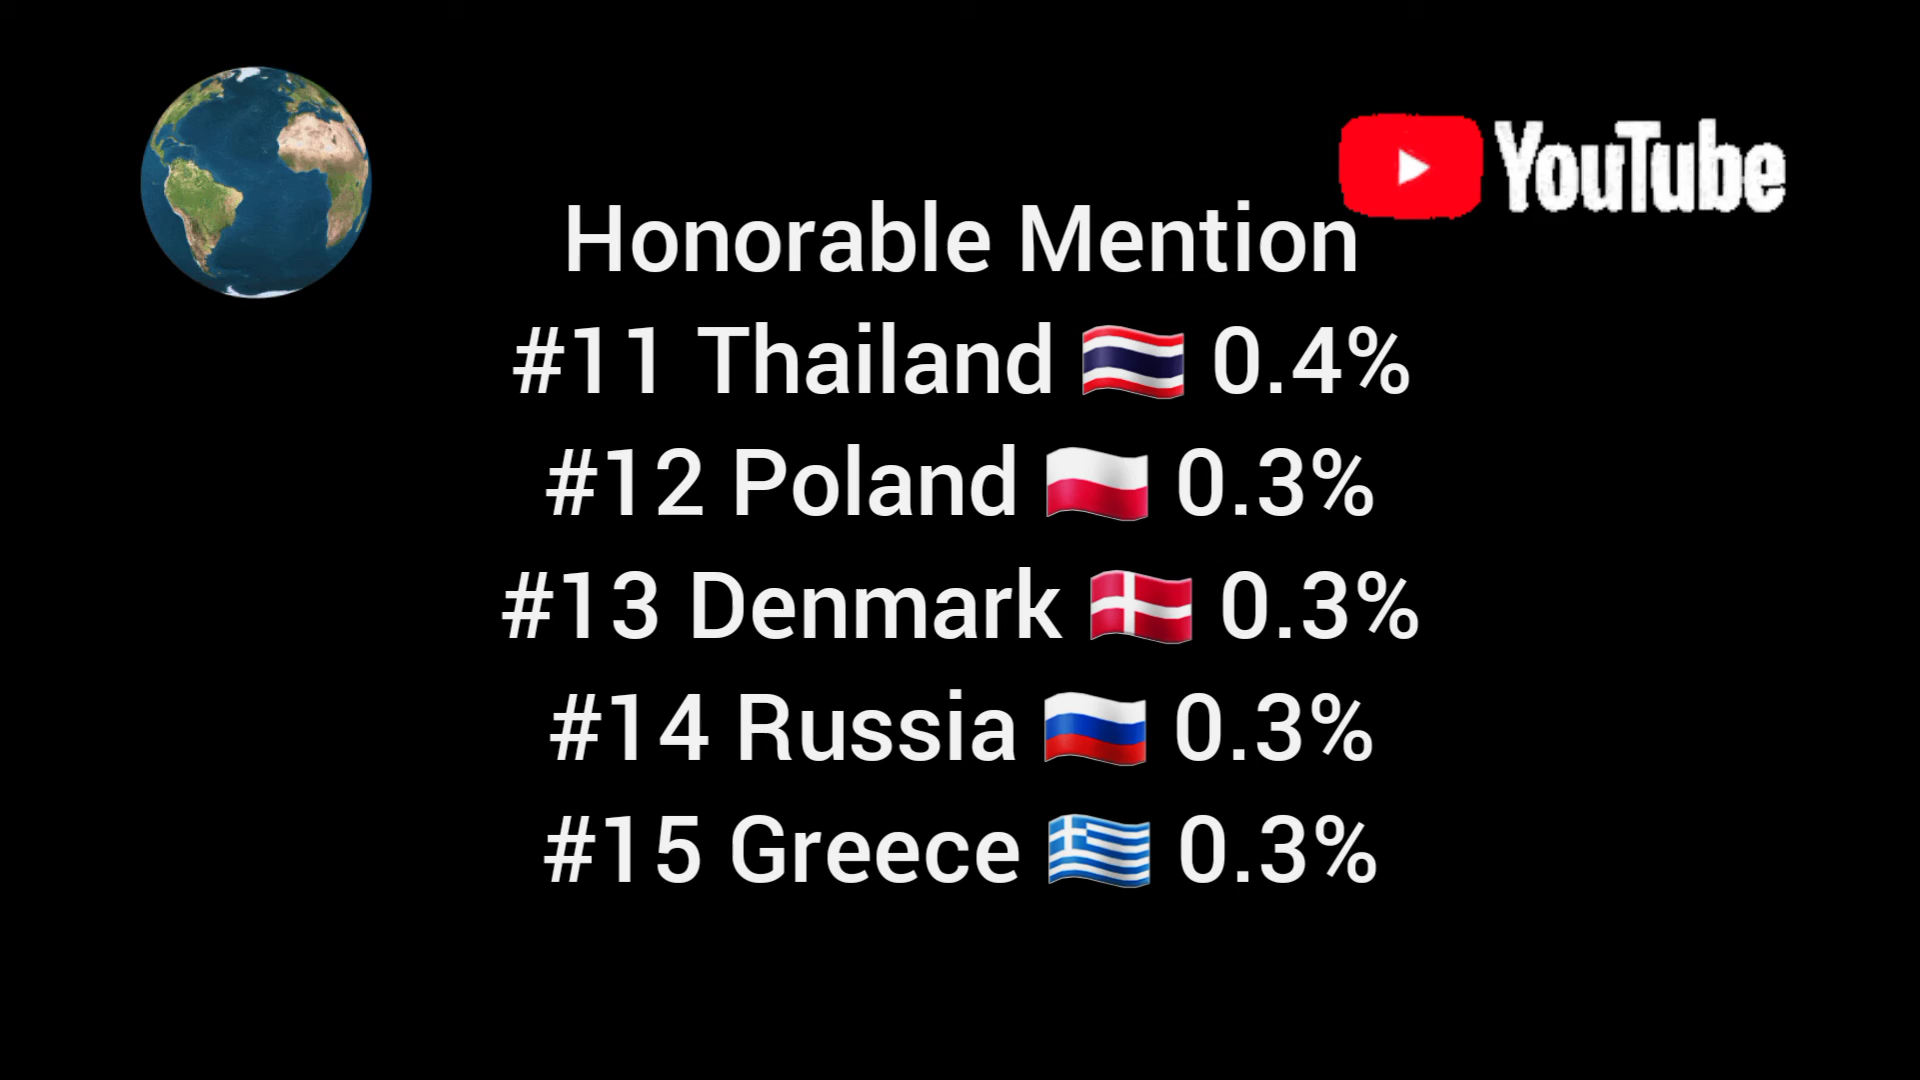 YouTube
Honorable Mention
#11 Thailand 🇹🇭 0.4%
#12 Poland 🇵🇱 0.3%
#13 Denmark 🇩🇰 0.3%
#14 Russia 🇷🇺 0.3%
#15 Greece 🇬🇷 0.3%